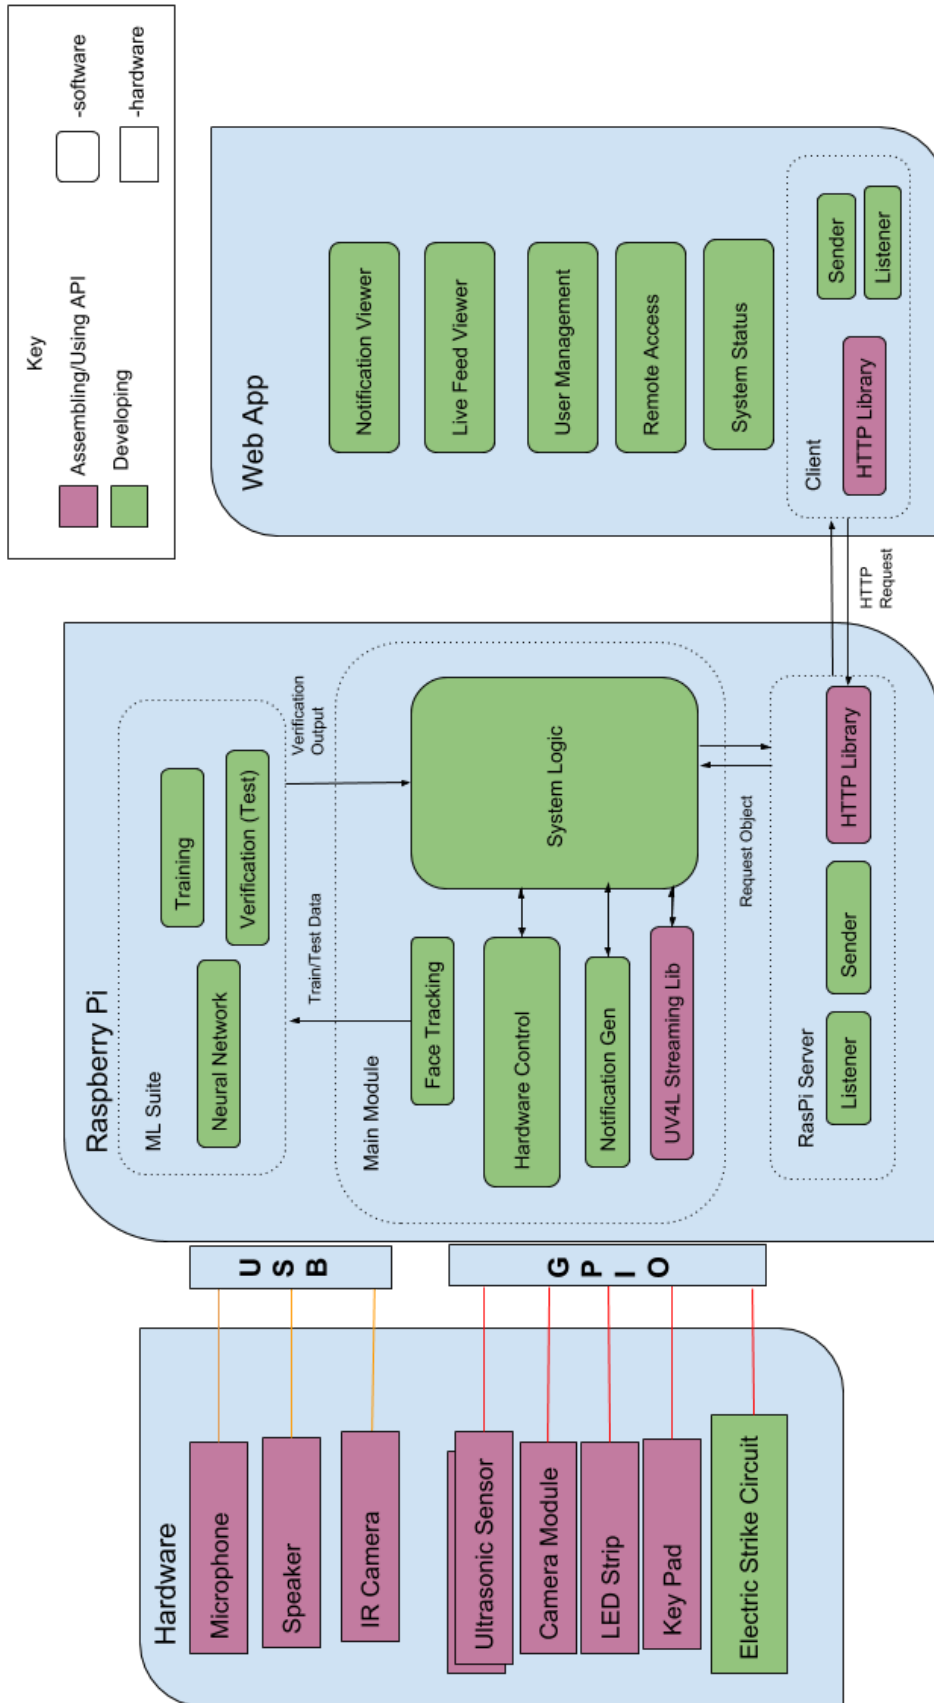 Key
Assembling/Using API
Developing
-software
-hardware
Hardware
Microphone
Speaker
IR Camera
Ultrasonic Sensor
Camera Module
LED Strip
Key Pad
Electric Strike Circuit
U
S
B
G
P
I
O
Raspberry Pi
ML Suite
Neural Network
Training
Verification (Test)
Train/Test Data
Verification
Output
Main Module
Face Tracking
Hardware Control
Notification Gen
UV4L Streaming Lib
System Logic
Request Object
RasPi Server
Listener
Sender
HTTP Library
HTTP
Request
Web App
Notification Viewer
Live Feed Viewer
User Management
Remote Access
System Status
Client
HTTP Library
Sender
Listener